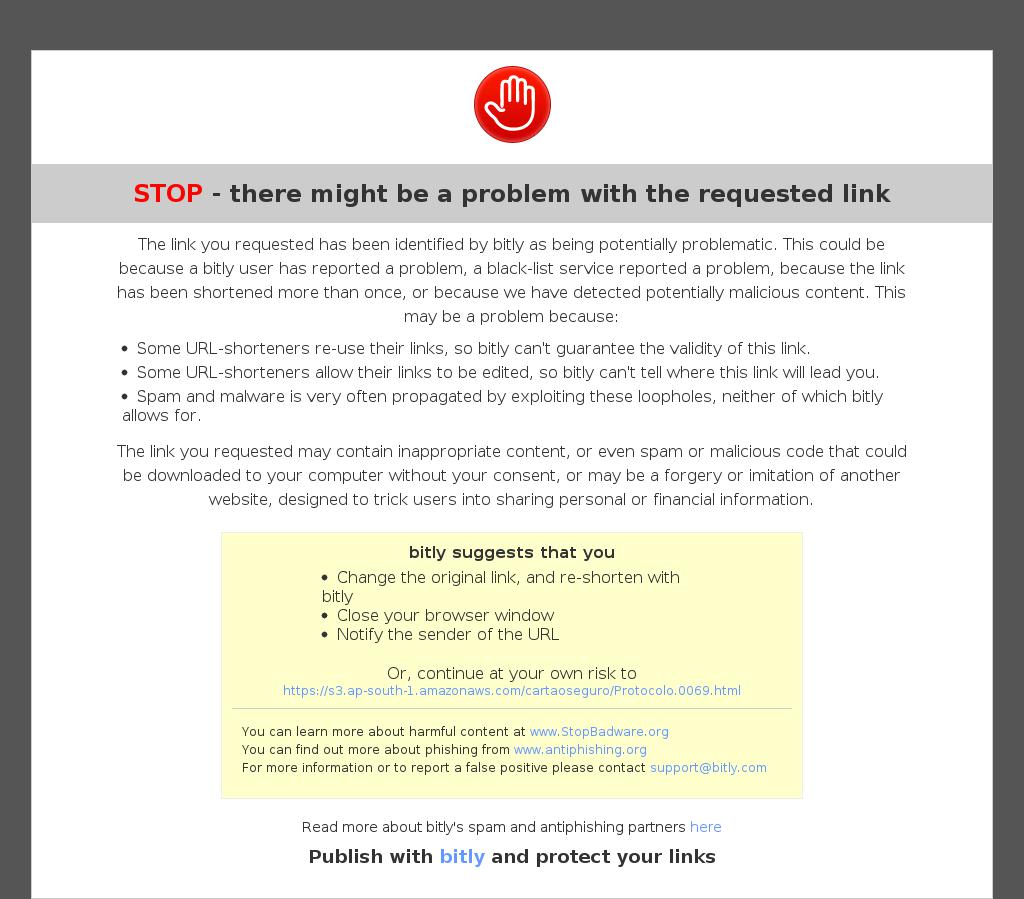 STOP - there might be a problem with the requested link
The link you requested has been identified by bitly as being potentially problematic. This could be
because a bitly user has reported a problem, a black-list service reported a problem, because the link
has been shortened more than once, or because we have detected potentially malicious content. This
may be a problem because:
• Some URL-shorteners re-use their links, so bitly can't guarantee the validity of this link.
• Some URL-shorteners allow their links to be edited, so bitly can't tell where this link will lead you.
• Spam and malware is very often propagated by exploiting these loopholes, neither of which bitly
allows for.
The link you requested may contain inappropriate content, or even spam or malicious code that could
be downloaded to your computer without your consent, or may be a forgery or imitation of another
website, designed to trick users into sharing personal or financial information.
bitly suggests that you
• Change the original link, and re-shorten with
bitly
• Close your browser window
• Notify the sender of the URL
Or, continue at your own risk to
https://s3.ap-south-1.amazonaws.com/cartaoseguro/Protocolo.0069.html
You can learn more about harmful content at www.StopBadware.org
You can find out more about phishing from www.antiphishing.org
For more information or to report a false positive please contact support@bitly.com
Read more about bitly's spam and antiphishing partners here
Publish with bitly and protect your links